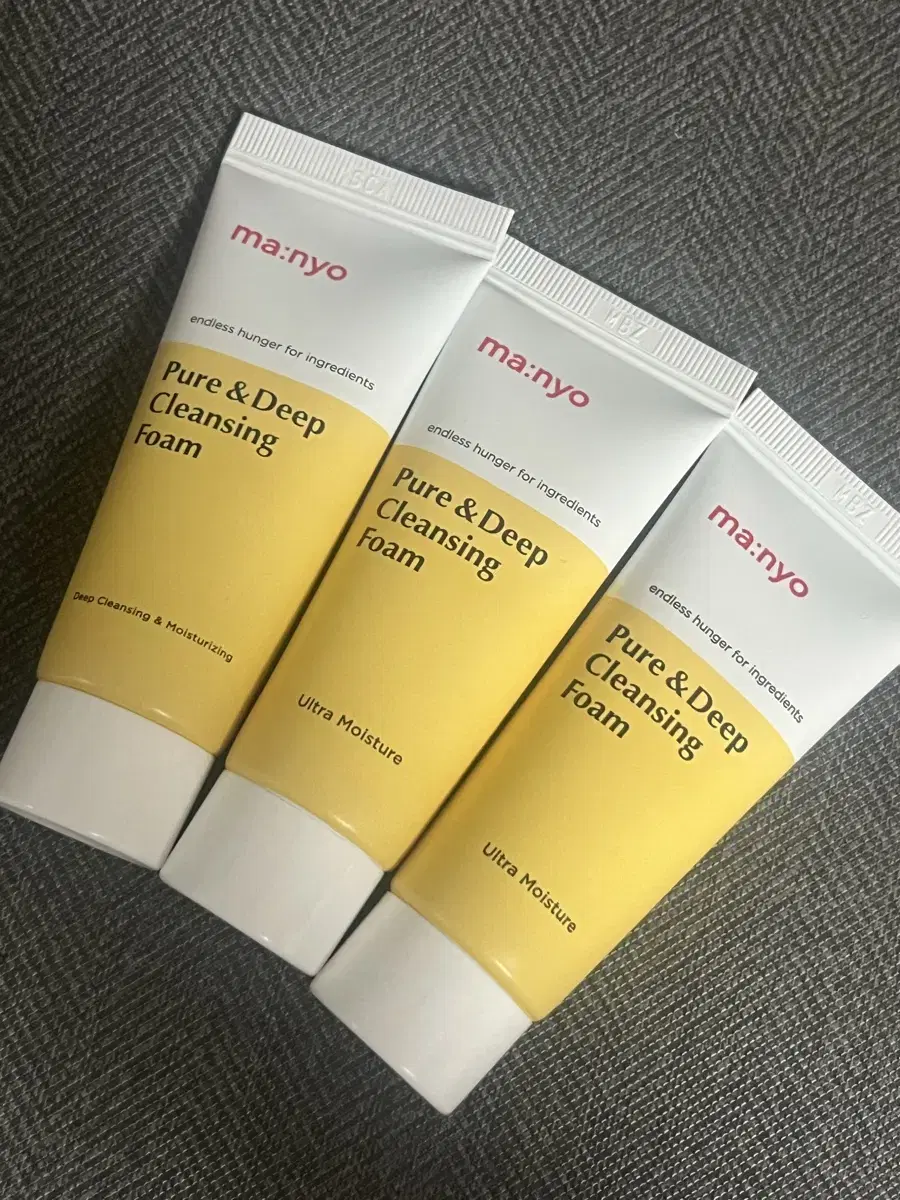 ma:nyo
endless hunger for ingredients
Pure & Deep
Cleansing
Foam
Deep Cleansing & Moisturizing
ma:nyo
endless hunger for ingredients
Pure & Deep
Cleansing
Foam
Ultra Moisture
ma:nyo
endless hunger for ingredients
Pure & Deep
Cleansing
Foam
Ultra Moisture